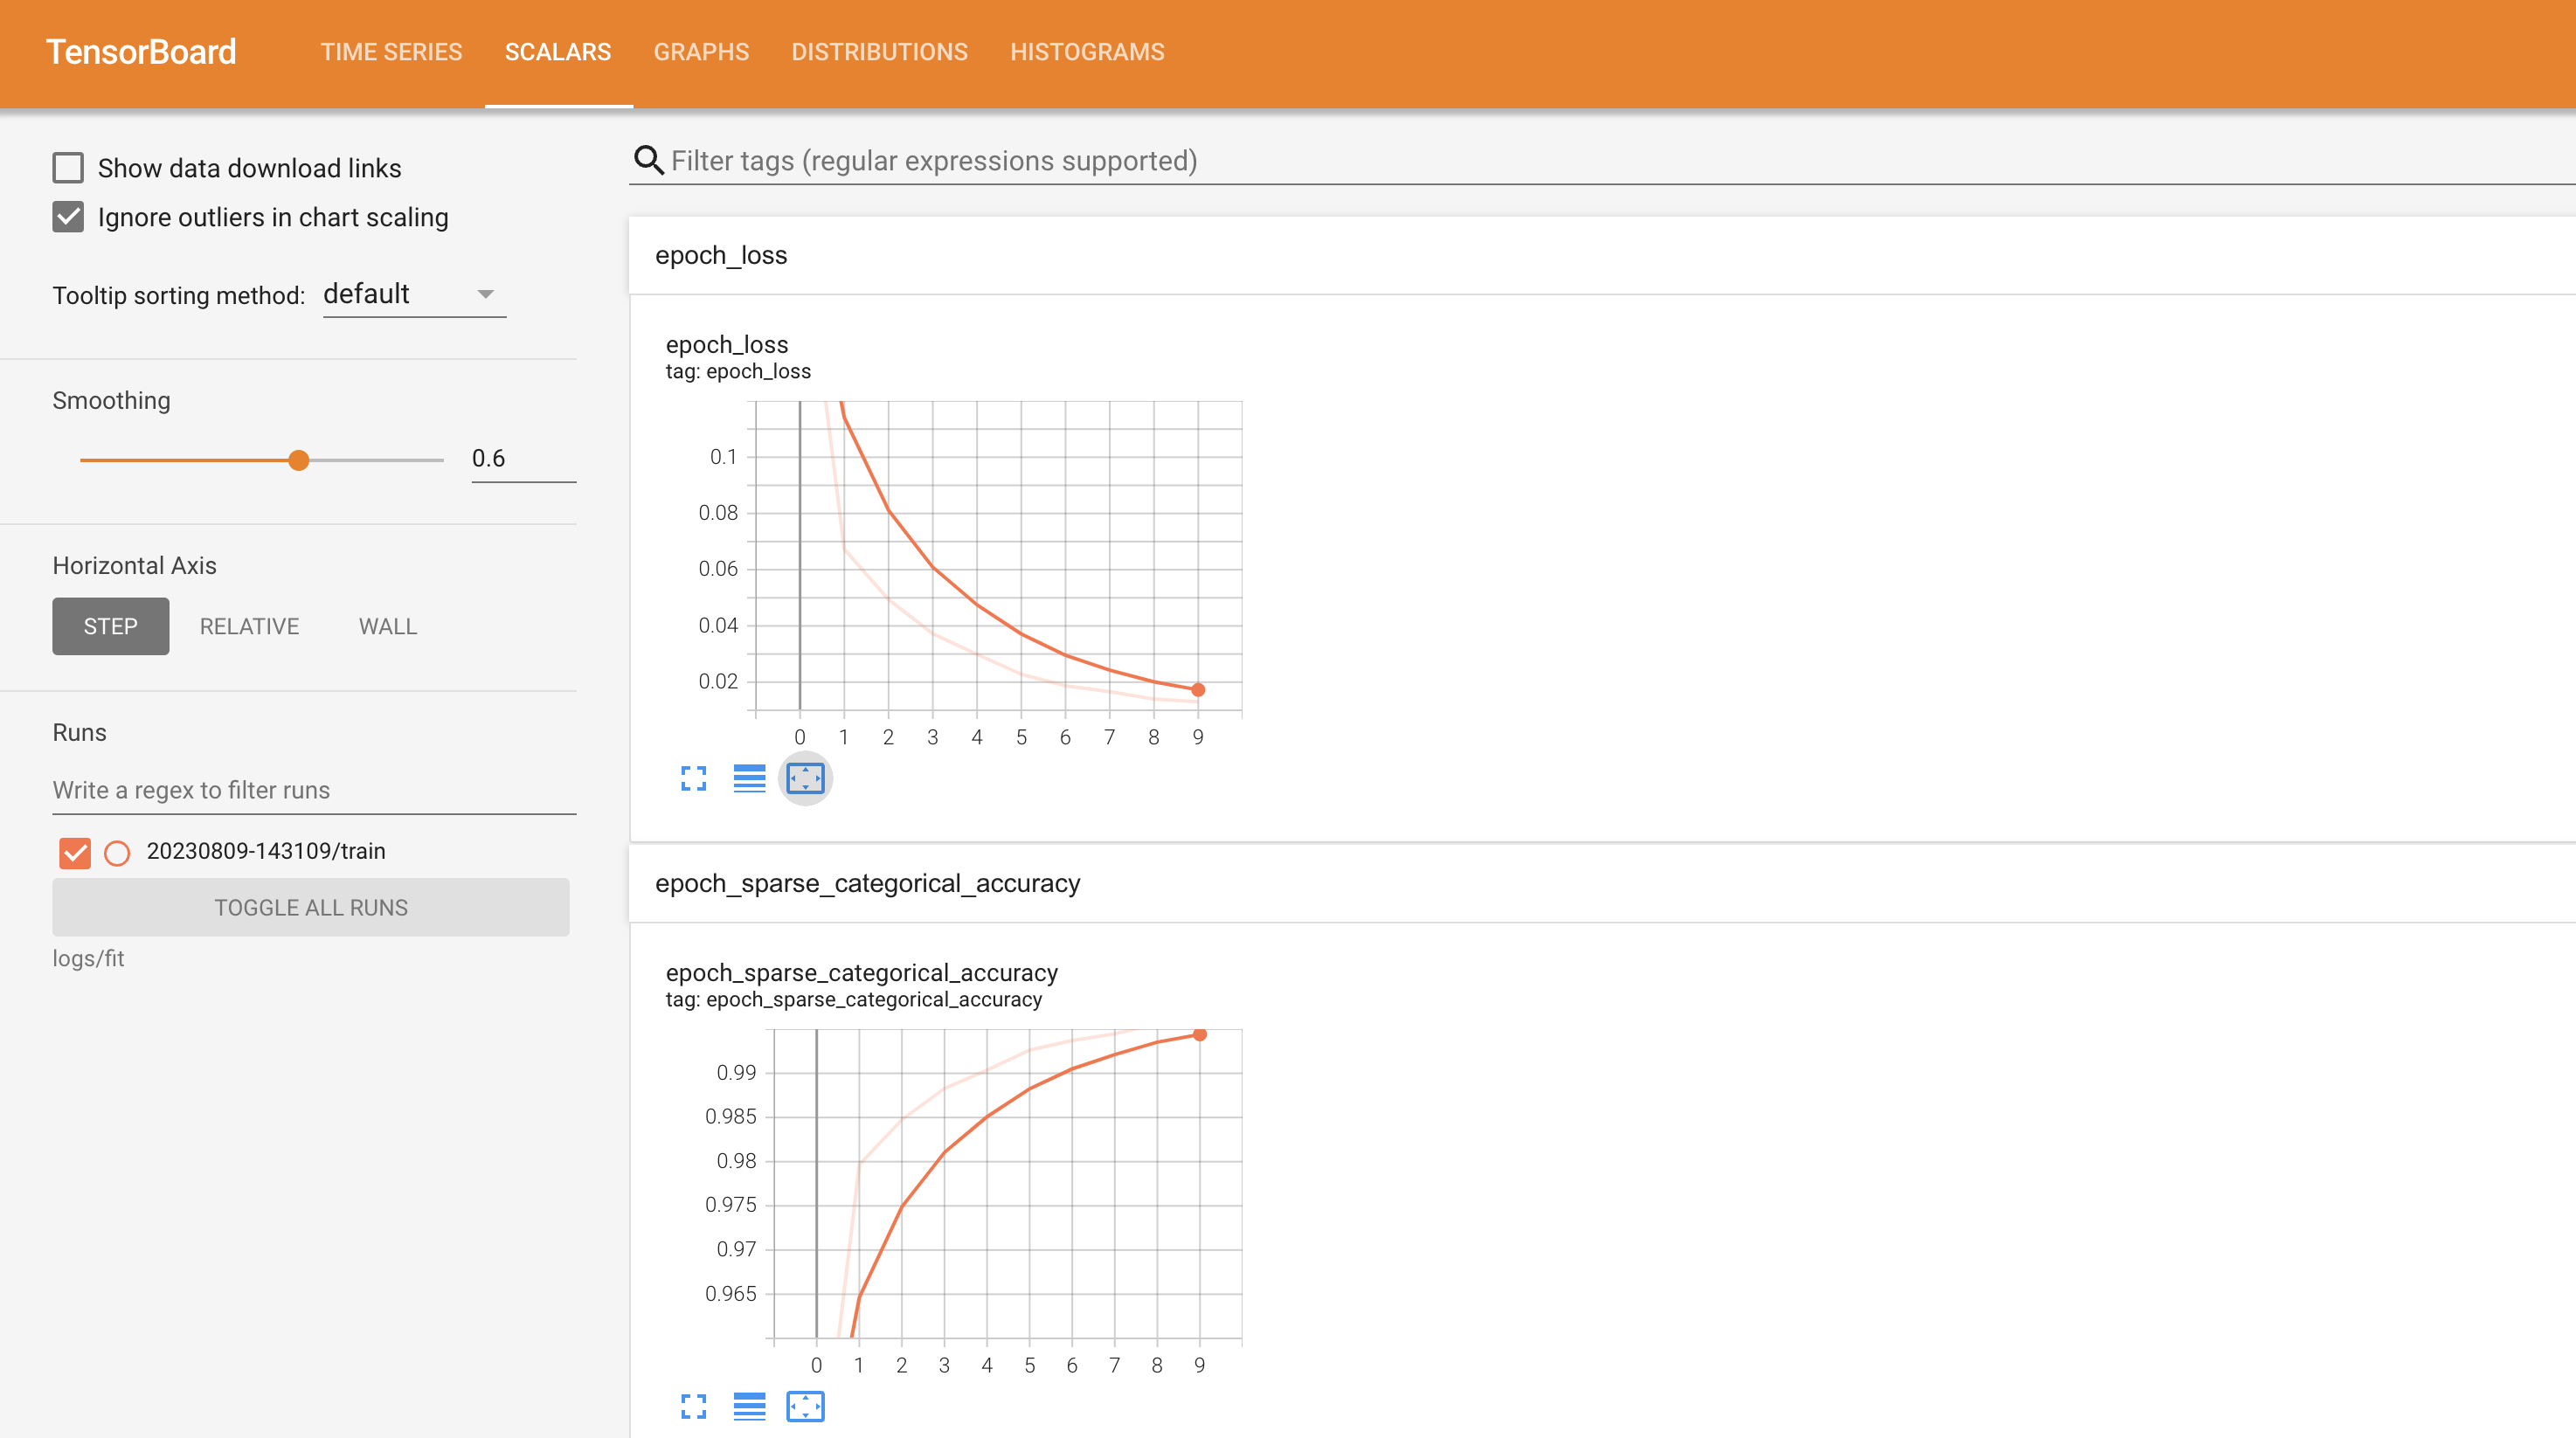 TensorBoard TIME SERIES SCALARS GRAPHS DISTRIBUTIONS HISTOGRAMS
Show data download links
Ignore outliers in chart scaling
Tooltip sorting method: default
Smoothing
0.6
Horizontal Axis
STEP RELATIVE WALL
Runs
Write a regex to filter runs
20230809-143109/train
TOGGLE ALL RUNS
logs/fit
Filter tags (regular expressions supported)
epoch_loss
epoch_loss
tag: epoch_loss
0.1
0.08
0.06
0.04
0.02
0 1 2 3 4 5 6 7 8 9
epoch_sparse_categorical_accuracy
epoch_sparse_categorical_accuracy
tag: epoch_sparse_categorical_accuracy
0.99
0.985
0.98
0.975
0.97
0.965
0 1 2 3 4 5 6 7 8 9